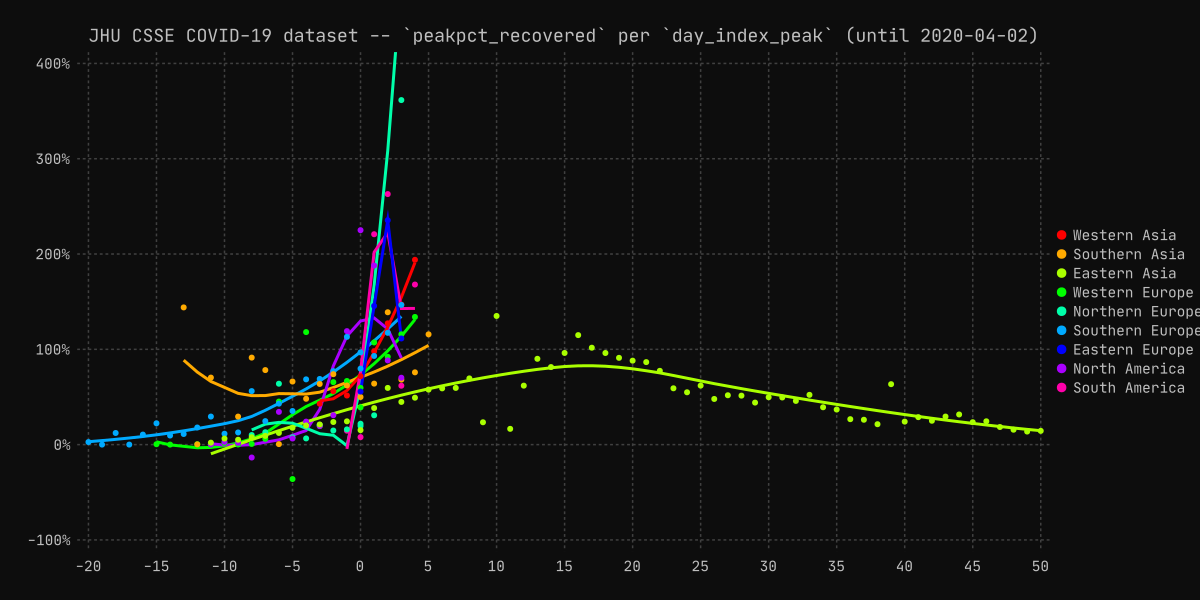 JHU CSSE COVID-19 dataset -- `peakpct_recovered` per `day_index_peak` (until 2020-04-02)
400%
300%
200%
100%
0%
-100%
-20 -15 -10 -5 0 5 10 15 20 25 30 35 40 45 50
Western Asia
Southern Asia
Eastern Asia
Western Europe
Northern Europe
Southern Europe
Eastern Europe
North America
South America